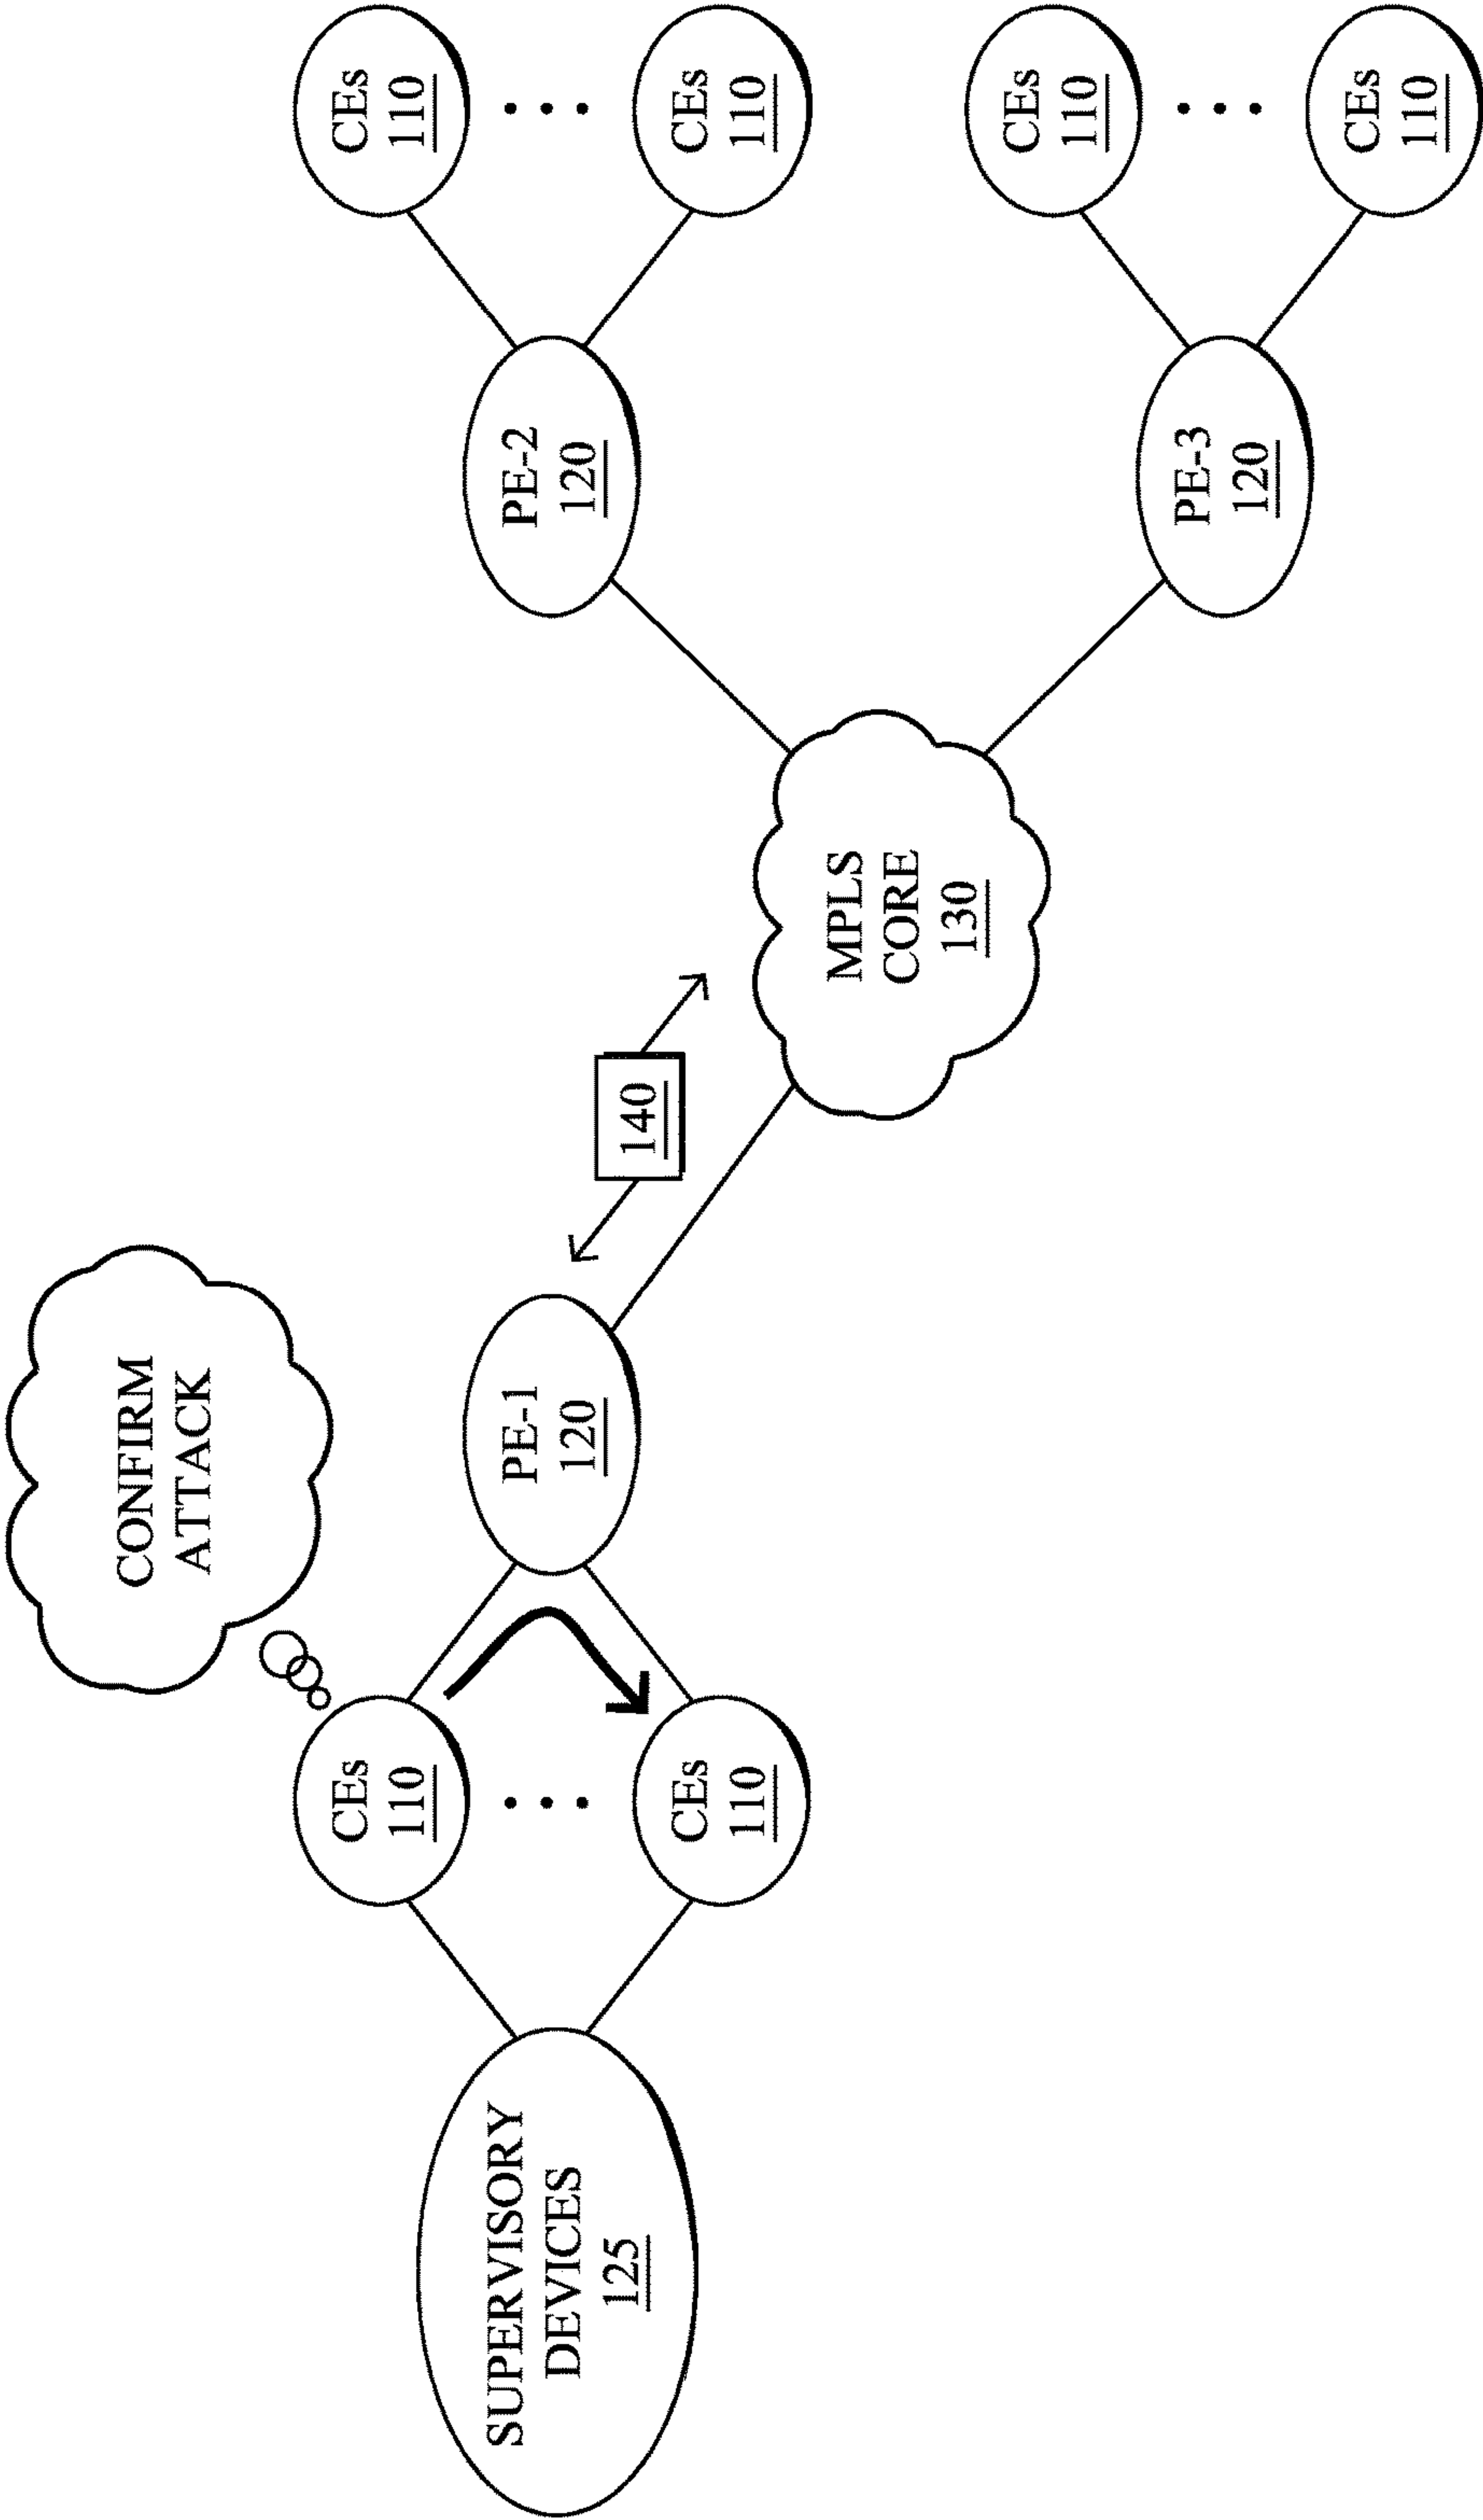 CONFIRM
ATTACK
SUPERVISORY
DEVICES
125
CEs
110
CEs
110
PE-1
120
140
MPLS
CORE
130
PE-2
120
CEs
110
CEs
110
PE-3
120
CEs
110
CEs
110